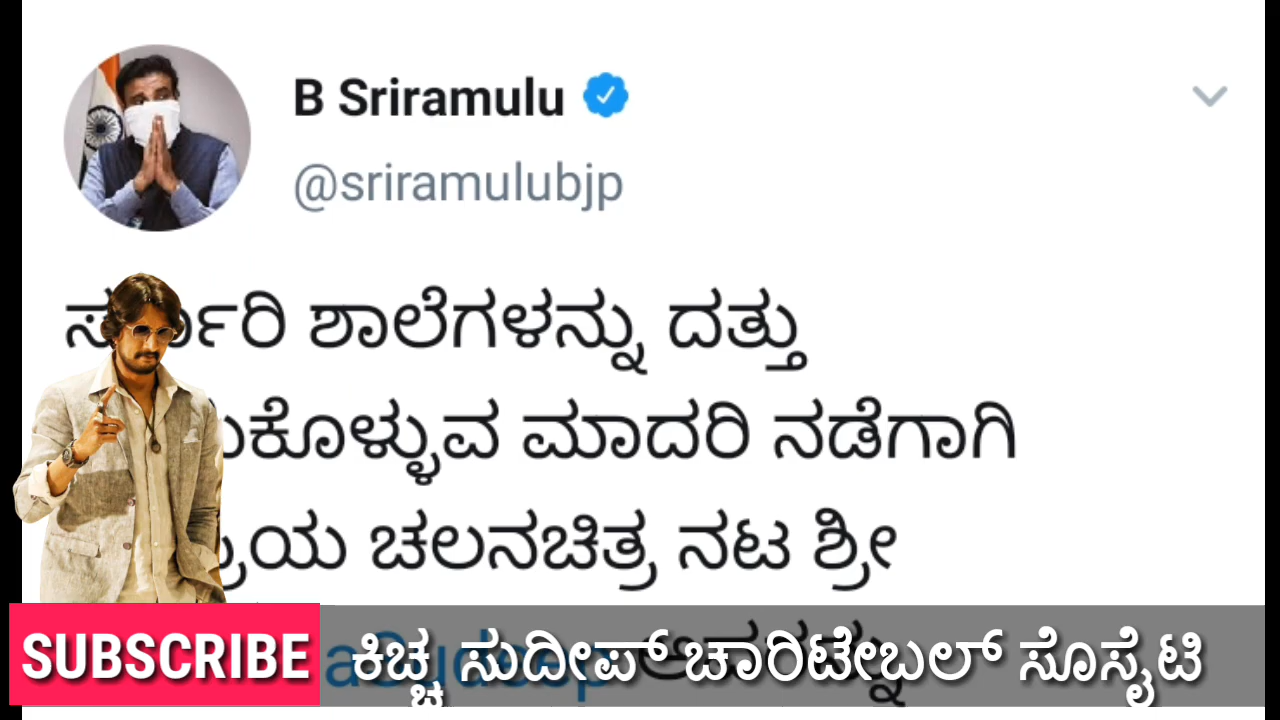 B Sriramulu
@sriramulubjp
ಶಾಲೆಗಳನ್ನು ದತ್ತು
ಮಾದರಿ ನಡೆಗಾಗಿ
ಚಲನಚಿತ್ರ ನಟ ಶ್ರೀ
SUBSCRIBE ಕಿಚ್ಚ ಸುದೀಪ್ ಚಾರಿಟೇಬಲ್ ಸೊಸೈಟಿ